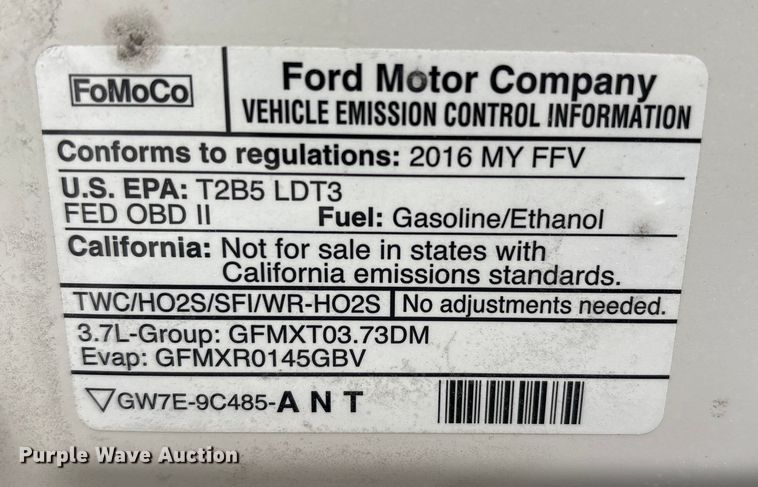 FoMoCo
Ford Motor Company
VEHICLE EMISSION CONTROL INFORMATION
Conforms to regulations: 2016 MY FFV
U.S. EPA: T2B5 LDT3
FED OBD II Fuel: Gasoline/Ethanol
California: Not for sale in states with
California emissions standards.
TWC/HO2S/SFI/WR-HO2S No adjustments needed.
3.7L-Group: GFMXT03.73DM
Evap: GFMXR0145GBV
GW7E-9C485-ANT
Purple Wave Auction